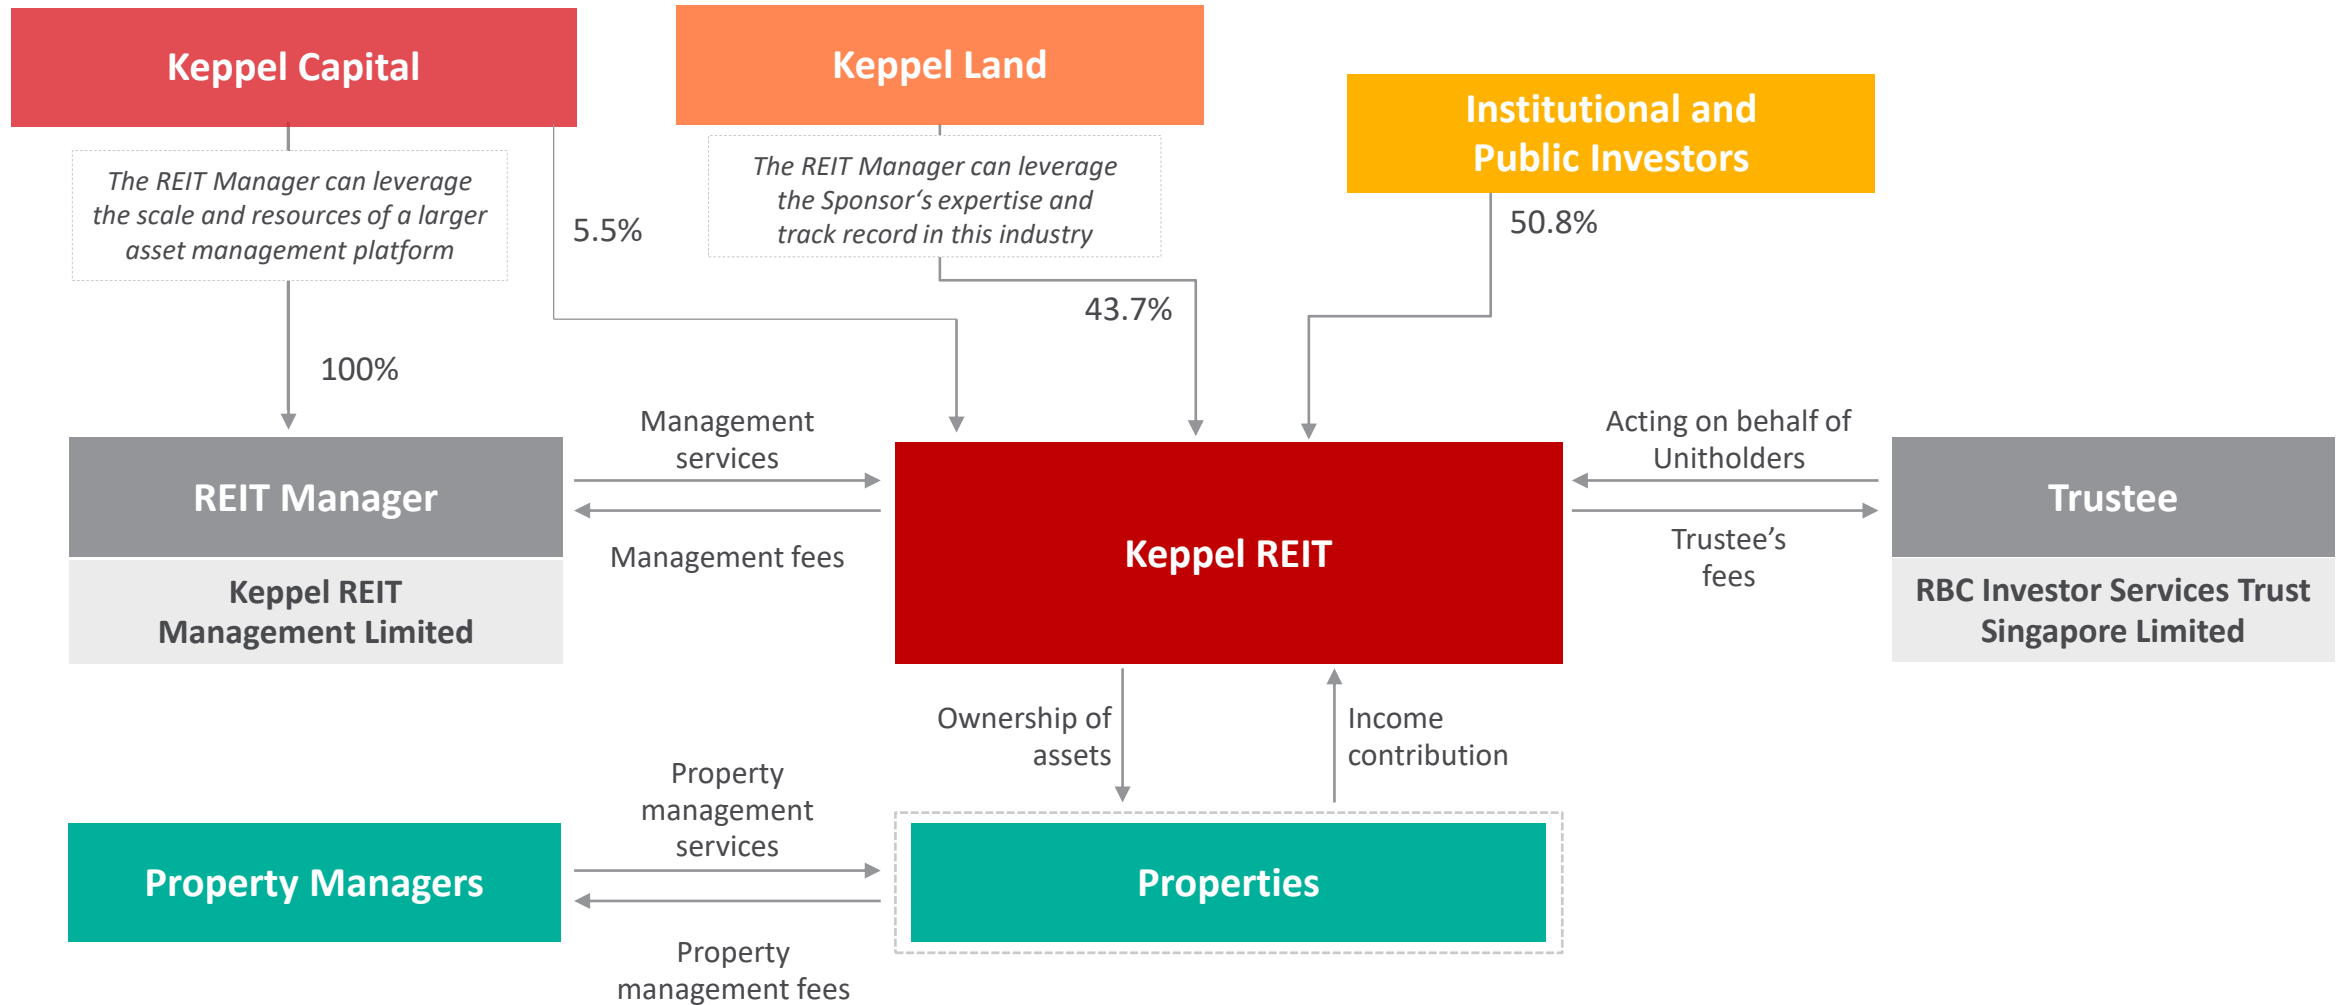 Keppel Capital
Keppel Land
Institutional and
Public Investors
The REIT Manager can leverage
the scale and resources of a larger
asset management platform
The REIT Manager can leverage
the Sponsor‘s expertise and
track record in this industry
5.5%
50.8%
43.7%
100%
Management
services
Acting on behalf of
Unitholders
REIT Manager
Management fees
Keppel REIT
Management Limited
Keppel REIT
Trustee
Trustee’s
fees
RBC Investor Services Trust
Singapore Limited
Ownership of
assets
Income
contribution
Property
management
services
Property Managers
Properties
Property
management fees